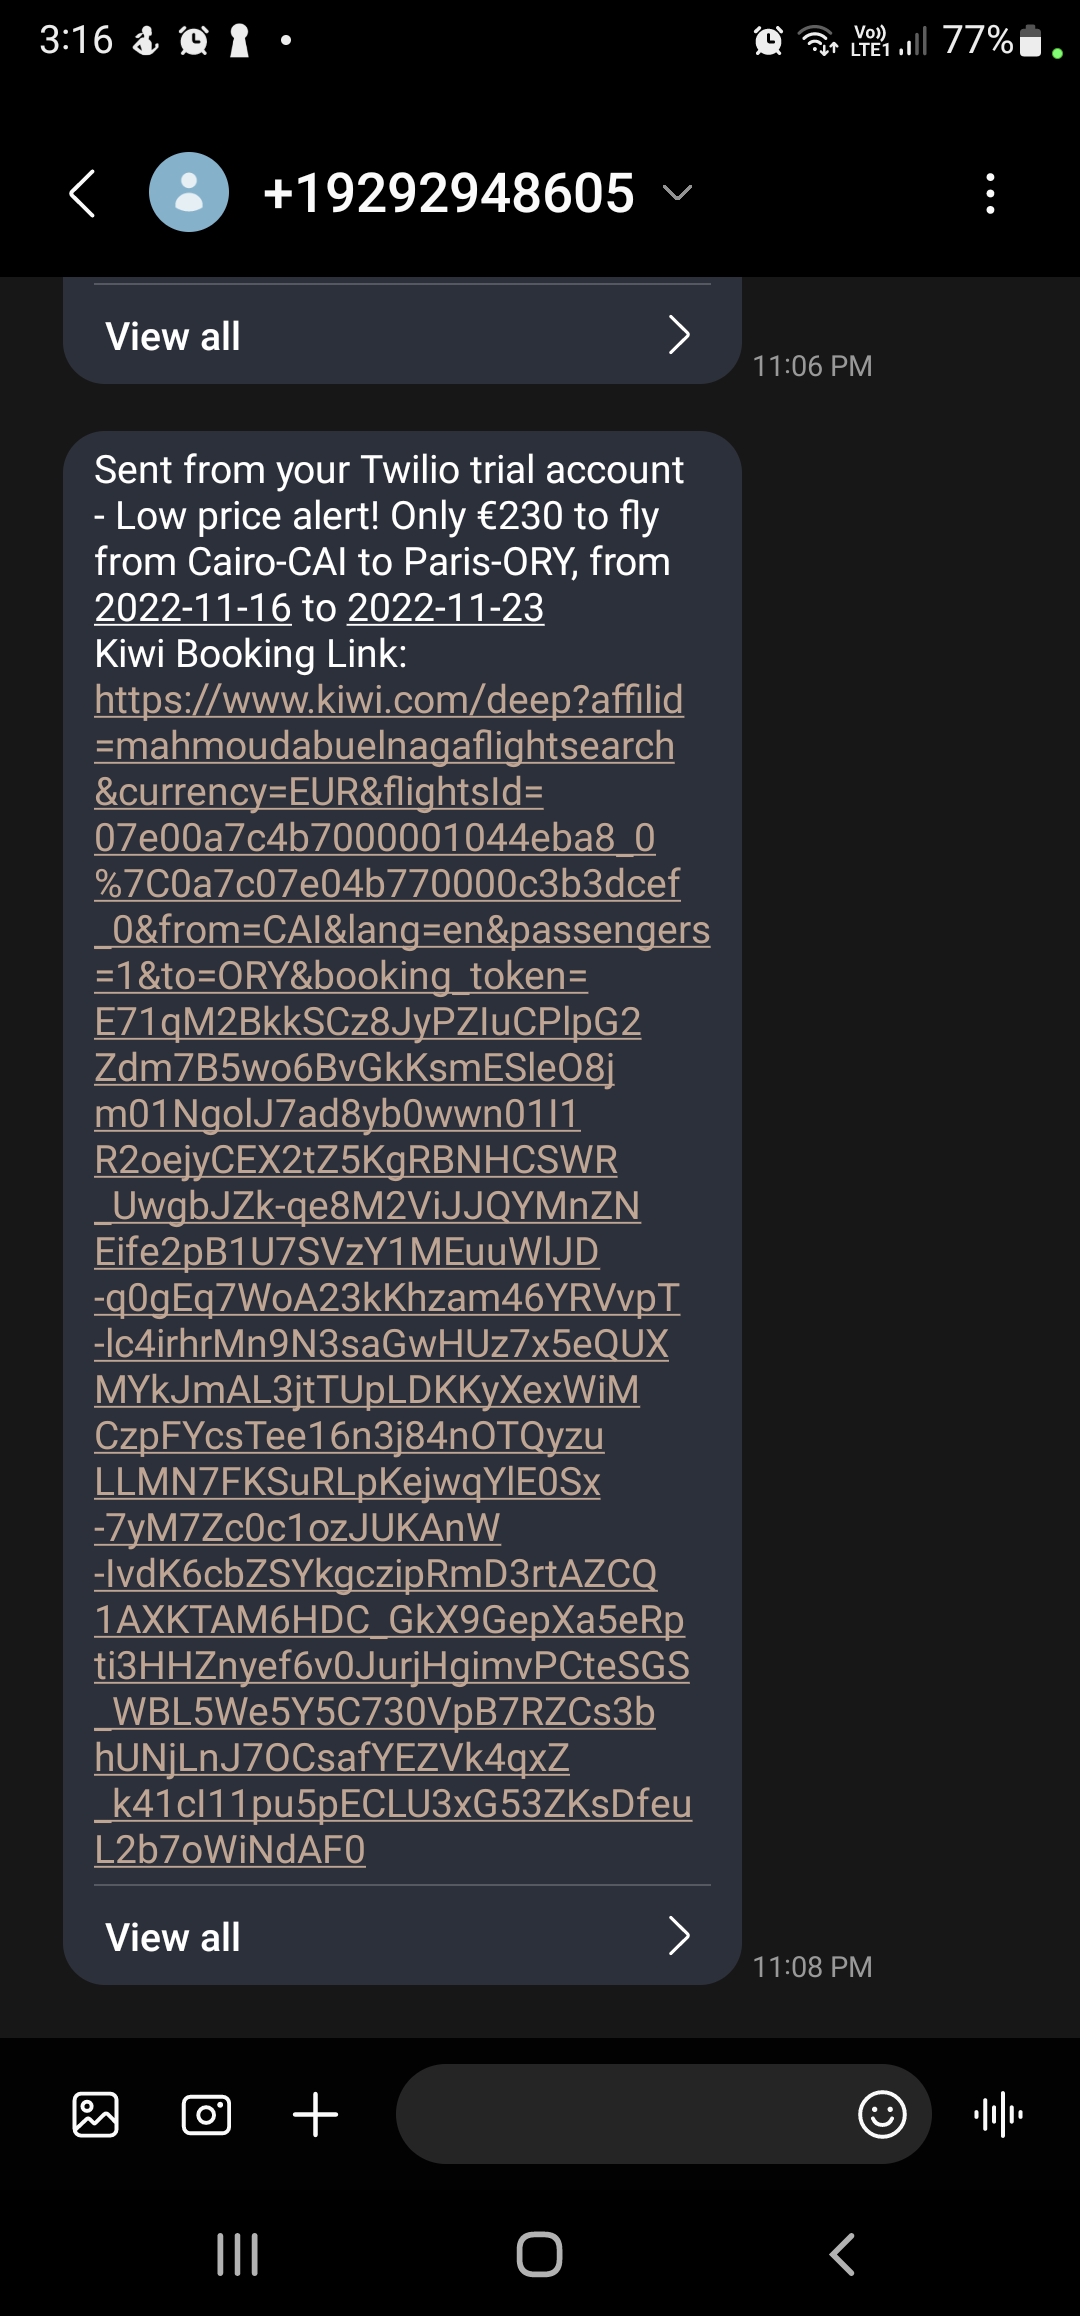 3:16
Vo))
LTE1
77%
+19292948605
View all
11:06 PM
Sent from your Twilio trial account
- Low price alert! Only €230 to fly
from Cairo-CAI to Paris-ORY, from
2022-11-16 to 2022-11-23
Kiwi Booking Link:
https://www.kiwi.com/deep?affilid
=mahmoudabuelnagaflightsearch
&currency=EUR&flightsId=
07e00a7c4b7000001044eba8_0
%7C0a7c07e04b770000c3b3dcef
_0&from=CAI&lang=en&passengers
=1&to=ORY&booking_token=
E71qM2BkkSCz8JyPZIuCPlpG2
Zdm7B5wo6BvGkKsmESleO8j
m01NgolJ7ad8yb0wwn01I1
R2oejyCEX2tZ5KgRBNHCSWR
_UwgbJZk-qe8M2ViJJQYMnZN
Eife2pB1U7SVzY1MEuuWlJD
-q0gEq7WoA23kKhzam46YRVvpT
-lc4irhrMn9N3saGwHUz7x5eQUX
MYkJmAL3jtTUpLDKKyXexWiM
CzpFYcsTee16n3j84nOTQyzu
LLMN7FKSuRLpKejwqYlE0Sx
-7yM7Zc0c1ozJUKAnW
-IvdK6cbZSYkgczipRmD3rtAZCQ
1AXKTAM6HDC_GkX9GepXa5eRp
ti3HHZnyef6v0JurjHgimvPCteSGS
_WBL5We5Y5C730VpB7RZCs3b
hUNjLnJ7OCsafYEZVk4qxZ
_k41cI11pu5pECLU3xG53ZKsDfeu
L2b7oWiNdAF0
View all
11:08 PM